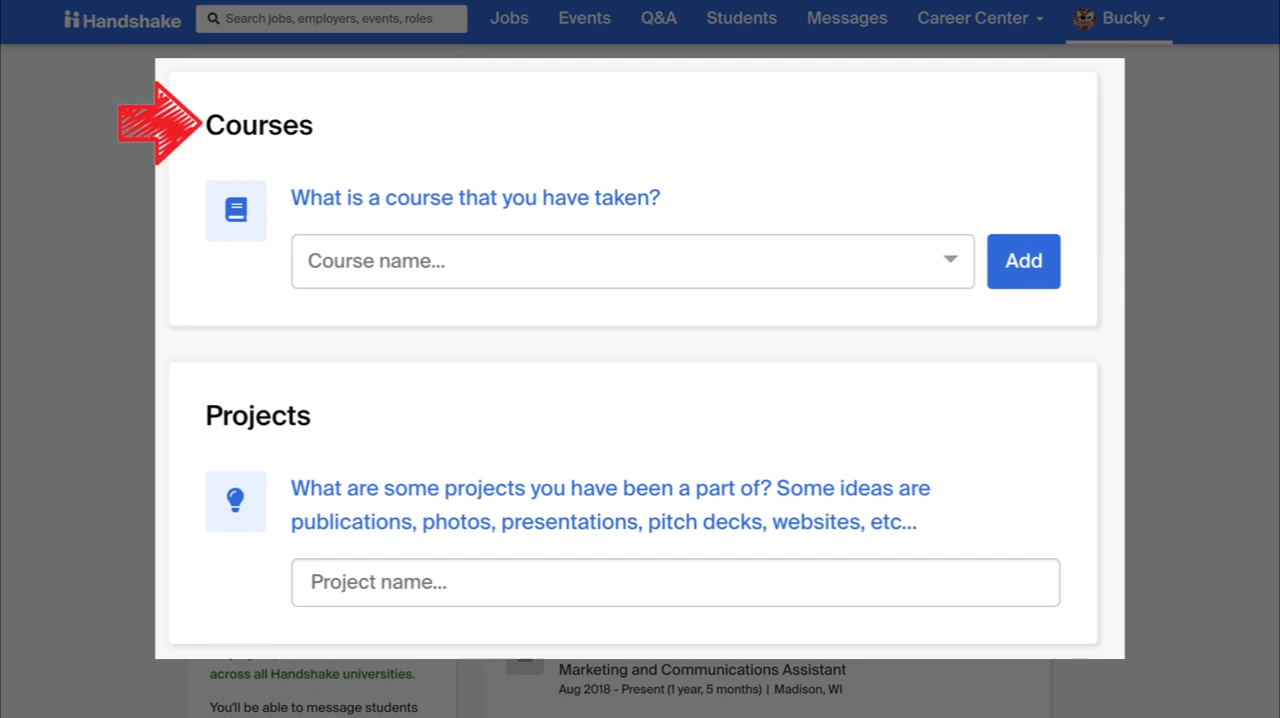 Handshake
Search jobs, employers, events, roles
Jobs
Events
Q&A
Students
Messages
Career Center
Bucky
Courses
What is a course that you have taken?
Course name...
Add
Projects
What are some projects you have been a part of? Some ideas are
publications, photos, presentations, pitch decks, websites, etc...
Project name...
across all Handshake universities.
You'll be able to message students
Marketing and Communications Assistant
Aug 2018 - Present (1 year, 5 months) | Madison, WI